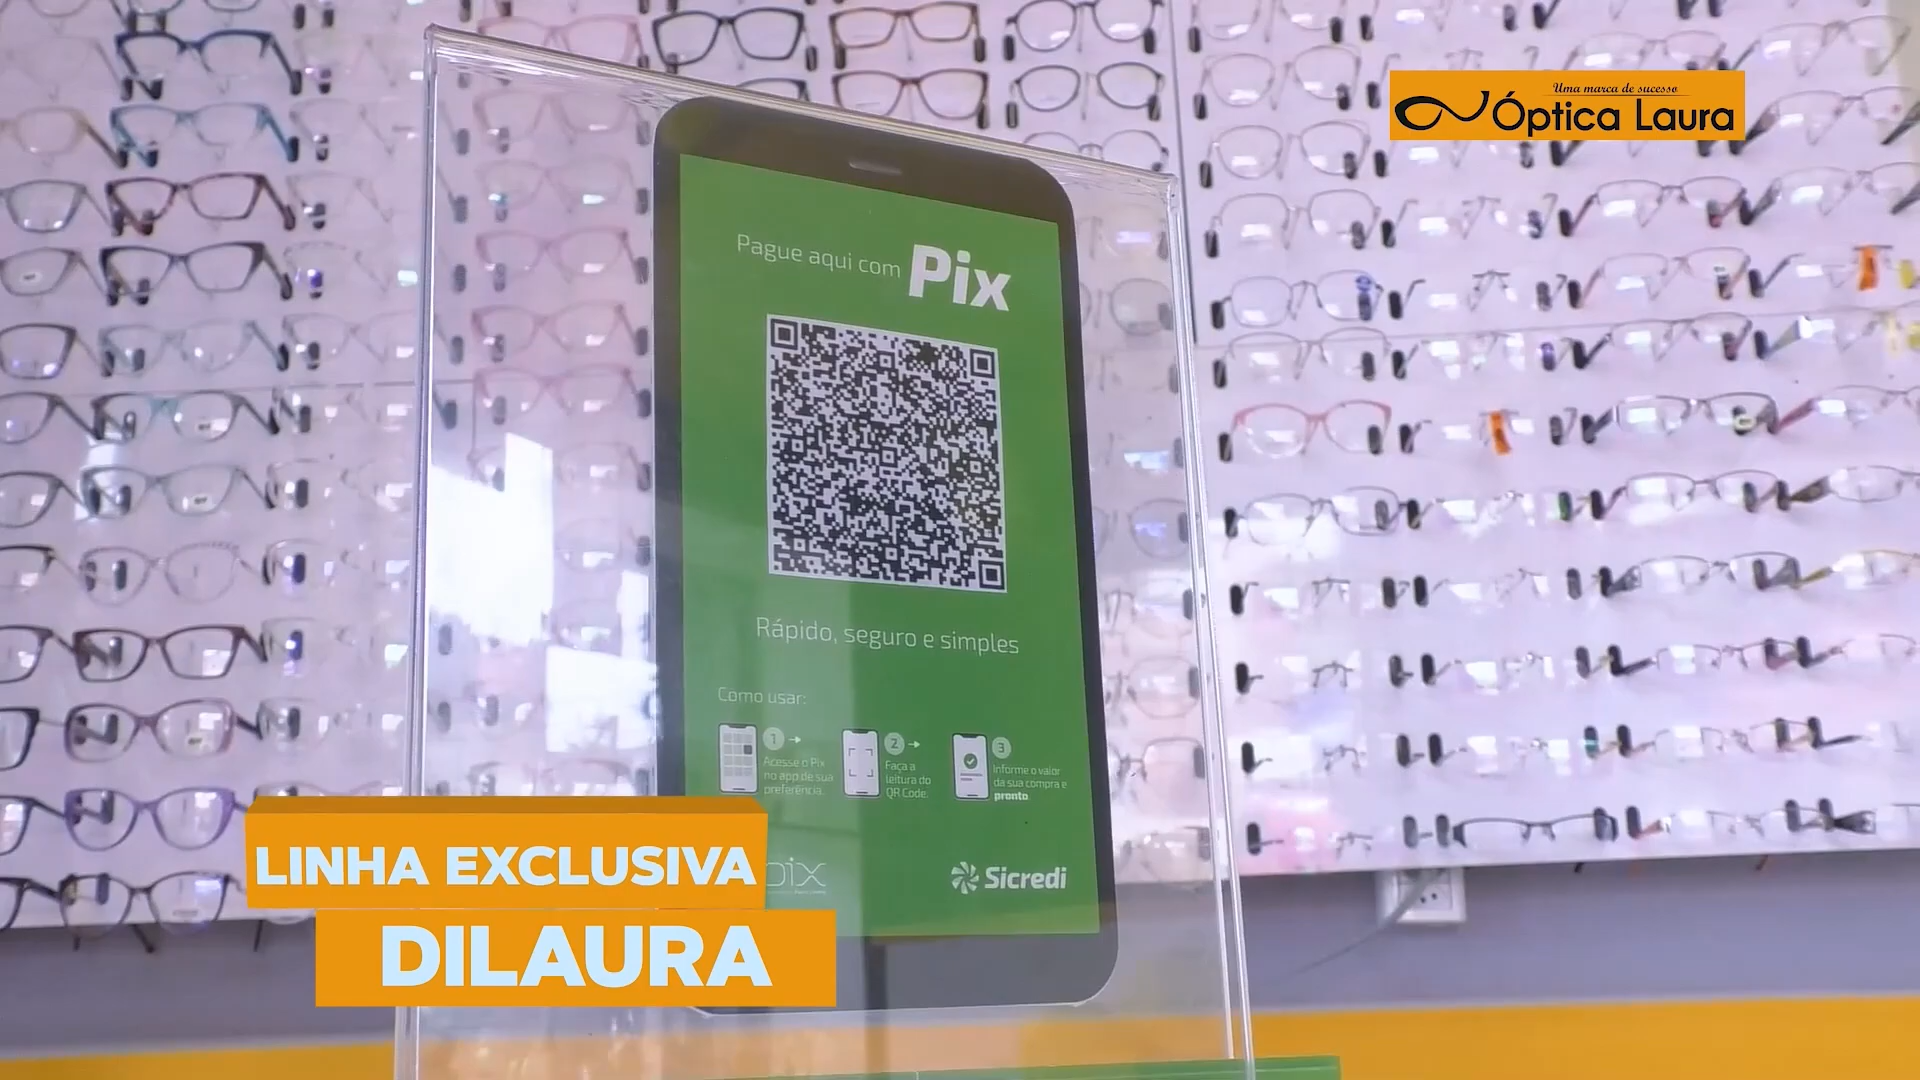 Uma marca de sucesso
Óptica Laura
Pague aqui com Pix
Rápido, seguro e simples
Como usar:
1
Acesse o Pix
no app de sua
preferência.
2
Faça a
leitura do
QR Code.
3
Informe o valor
da sua compra e
pronto.
pix
Sicredi
LINHA EXCLUSIVA
DILAURA